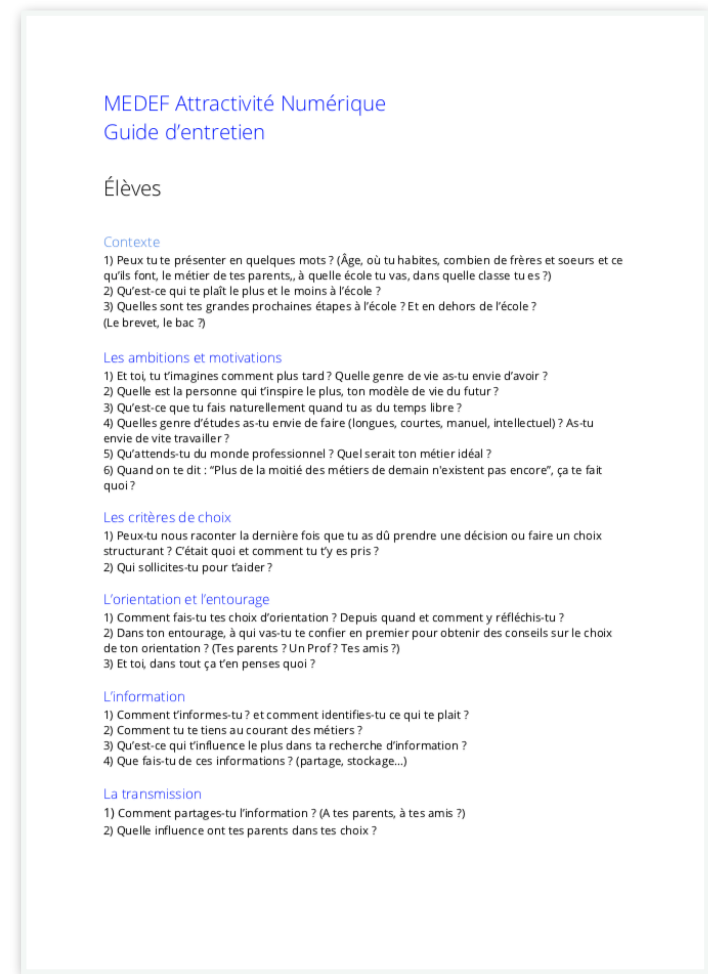 MEDEF Attractivité Numérique
Guide d'entretien
Élèves
Contexte
1) Peux tu te présenter en quelques mots ? (Âge, où tu habites, combien de frères et soeurs et ce
qu'ils font, le métier de tes parents,, à quelle école tu vas, dans quelle classe tu es ?)
2) Qu'est-ce qui te plaît le plus et le moins à l'école ?
3) Quelles sont tes grandes prochaines étapes à l'école ? Et en dehors de l'école ?
(Le brevet, le bac ?)
Les ambitions et motivations
1) Et toi, tu t'imagines comment plus tard ? Quelle genre de vie as-tu envie d'avoir ?
2) Quelle est la personne qui t'inspire le plus, ton modèle de vie du futur ?
3) Qu'est-ce que tu fais naturellement quand tu as du temps libre ?
4) Quelles genre d'études as-tu envie de faire (longues, courtes, manuel, intellectuel) ? As-tu
envie de vite travailler ?
5) Qu'attends-tu du monde professionnel ? Quel serait ton métier idéal ?
6) Quand on te dit : "Plus de la moitié des métiers de demain n'existent pas encore", ça te fait
quoi ?
Les critères de choix
1) Peux-tu nous raconter la dernière fois que tu as dû prendre une décision ou faire un choix
structurant ? C'était quoi et comment tu t'y es pris ?
2) Qui sollicites-tu pour t'aider ?
L'orientation et l'entourage
1) Comment fais-tu tes choix d'orientation ? Depuis quand et comment y réfléchis-tu ?
2) Dans ton entourage, à qui vas-tu te confier en premier pour obtenir des conseils sur le choix
de ton orientation ? (Tes parents ? Un Prof ? Tes amis ?)
3) Et toi, dans tout ça t'en penses quoi ?
L'information
1) Comment t'informes-tu ? et comment identifies-tu ce qui te plait ?
2) Comment tu te tiens au courant des métiers ?
3) Qu'est-ce qui t'influence le plus dans ta recherche d'information ?
4) Que fais-tu de ces informations ? (partage, stockage...)
La transmission
1) Comment partages-tu l'information ? (A tes parents, à tes amis ?)
2) Quelle influence ont tes parents dans tes choix ?